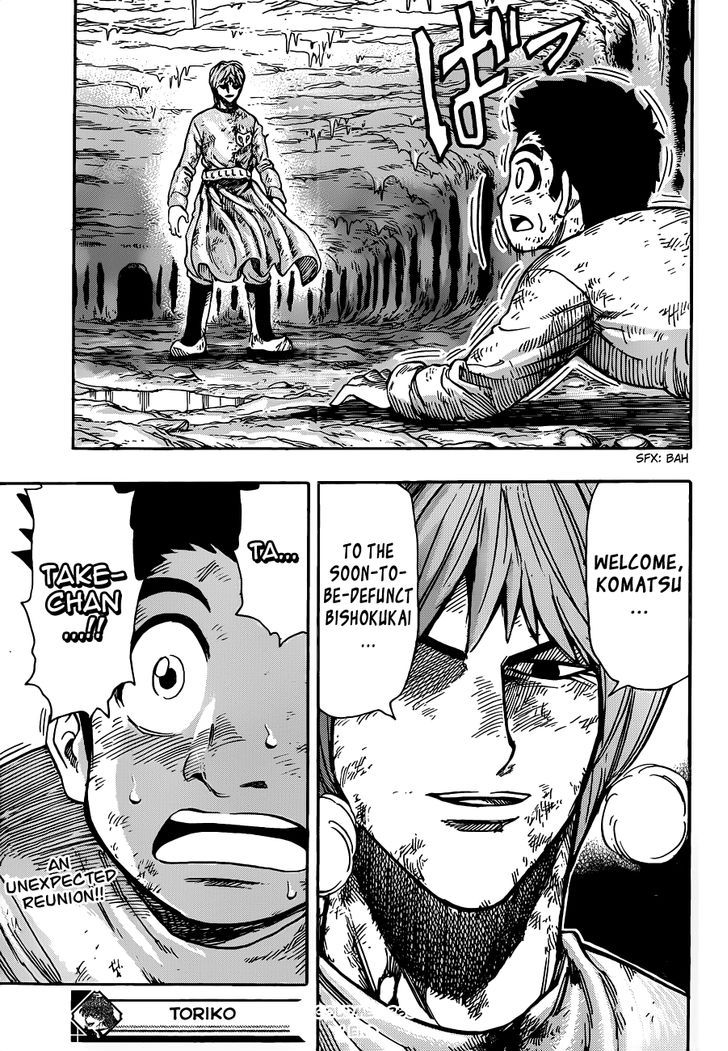 ばっ
SFX: BAH
WELCOME,
KOMATSU
...
TO THE
SOON-TO-
BE-DEFUNCT
BISHOKUKAI
...
TA...
TAKE-
CHAN
...!!
AN
UNEXPECTED
REUNION!!
TORIKO